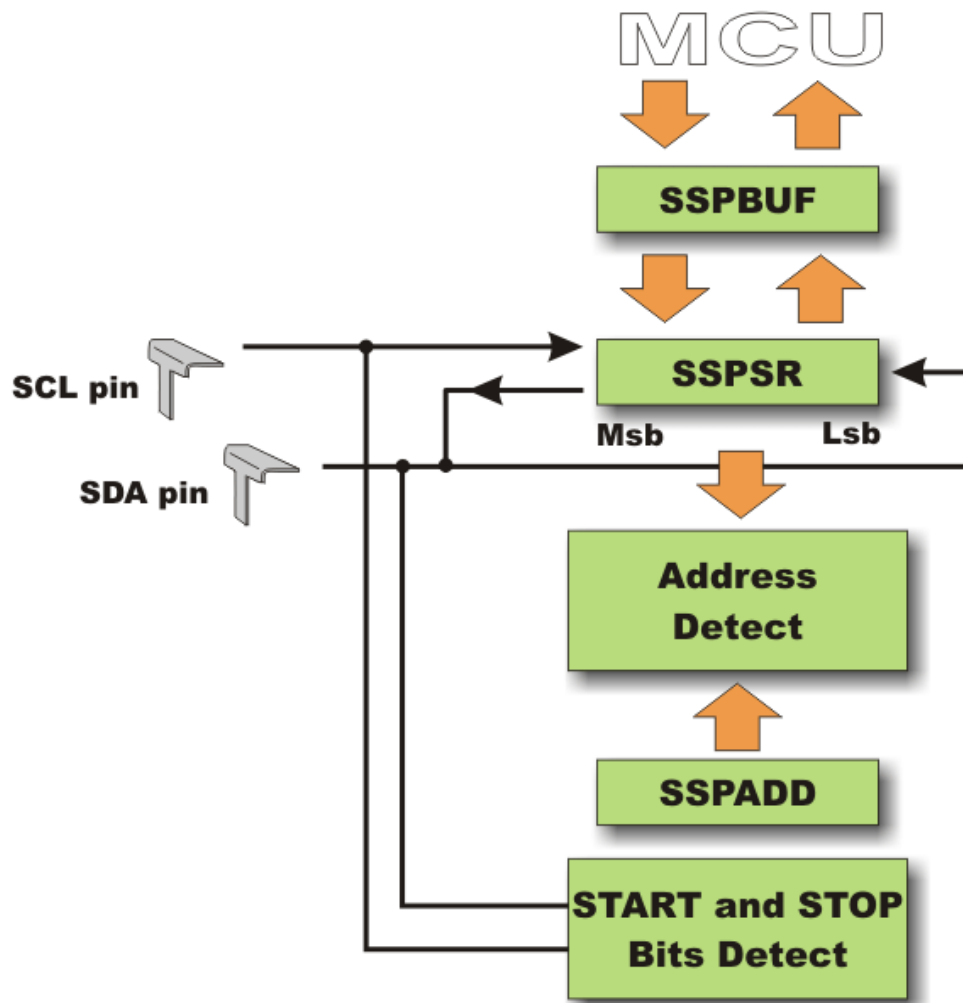 MCU
SSPBUF
SCL pin
SSPSR
Msb
Lsb
SDA pin
Address
Detect
SSPADD
START and STOP
Bits Detect